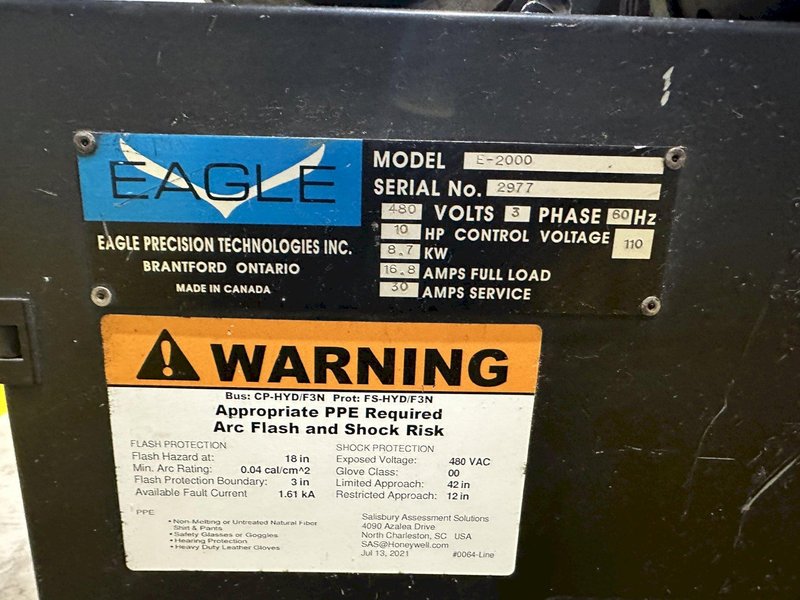 EAGLE
EAGLE PRECISION TECHNOLOGIES INC.
BRANTFORD ONTARIO
MADE IN CANADA
MODEL E-2000
SERIAL No. 2977
480 VOLTS 3 PHASE 60 Hz
10 HP CONTROL VOLTAGE 110
8.7 KW
16.8 AMPS FULL LOAD
30 AMPS SERVICE
WARNING
Bus: CP-HYD/F3N Prot: FS-HYD/F3N
Appropriate PPE Required
Arc Flash and Shock Risk
FLASH PROTECTION
Flash Hazard at: 18 in
Min. Arc Rating: 0.04 cal/cm^2
Flash Protection Boundary: 3 in
Available Fault Current 1.61 kA
SHOCK PROTECTION
Exposed Voltage: 480 VAC
Glove Class: 00
Limited Approach: 42 in
Restricted Approach: 12 in
PPE
• Non-Melting or Untreated Natural Fiber
Shirt & Pants
• Safety Glasses or Goggles
• Hearing Protection
• Heavy Duty Leather Gloves
Salisbury Assessment Solutions
4090 Azalea Drive
North Charleston, SC USA
SAS@Honeywell.com
Jul 13, 2021 #0064-Line